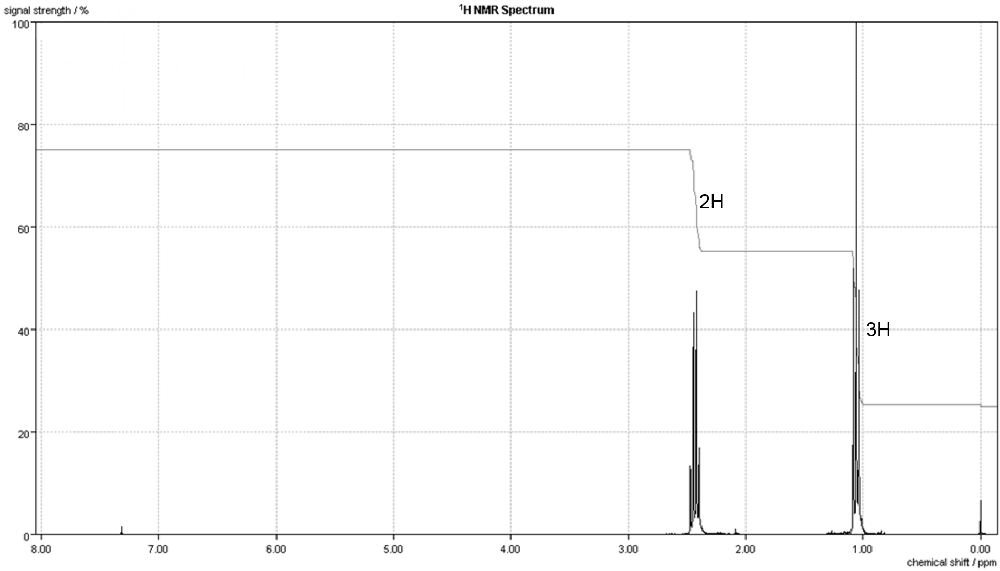 signal strength / %
¹H NMR Spectrum
100
80
60
40
20
0
2H
3H
8.00 7.00 6.00 5.00 4.00 3.00 2.00 1.00 0.00
chemical shift / ppm